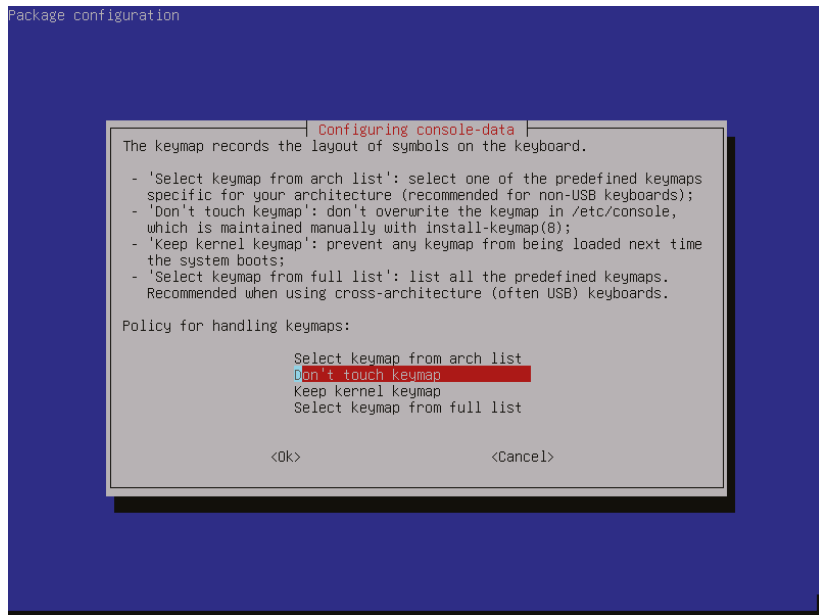 Package configuration
Configuring console-data
The keymap records the layout of symbols on the keyboard.
- 'Select keymap from arch list': select one of the predefined keymaps
specific for your architecture (recommended for non-USB keyboards);
- 'Don't touch keymap': don't overwrite the keymap in /etc/console,
which is maintained manually with install-keymap(8);
- 'Keep kernel keymap': prevent any keymap from being loaded next time
the system boots;
- 'Select keymap from full list': list all the predefined keymaps.
Recommended when using cross-architecture (often USB) keyboards.
Policy for handling keymaps:
Select keymap from arch list
Don't touch keymap
Keep kernel keymap
Select keymap from full list
<Ok> <Cancel>